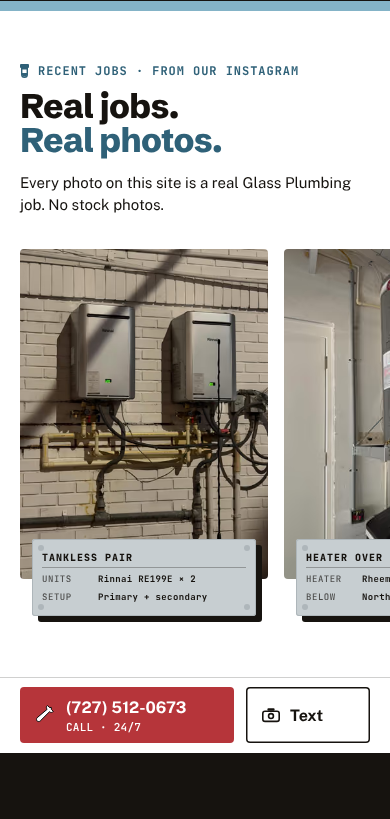 RECENT JOBS · FROM OUR INSTAGRAM
Real jobs.
Real photos.
Every photo on this site is a real Glass Plumbing
job. No stock photos.
TANKLESS PAIR
UNITS Rinnai RE199E × 2
SETUP Primary + secondary
HEATER OVER
HEATER Rheem
BELOW North
(727) 512-0673
CALL · 24/7
Text